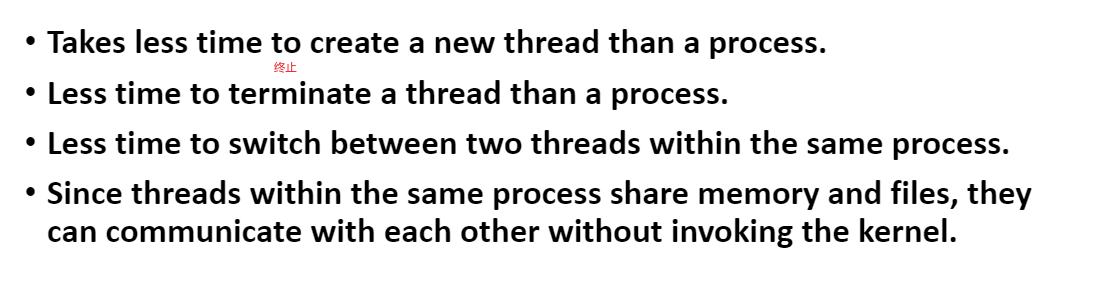 • Takes less time to create a new thread than a process.
终止
• Less time to terminate a thread than a process.
• Less time to switch between two threads within the same process.
• Since threads within the same process share memory and files, they
can communicate with each other without invoking the kernel.